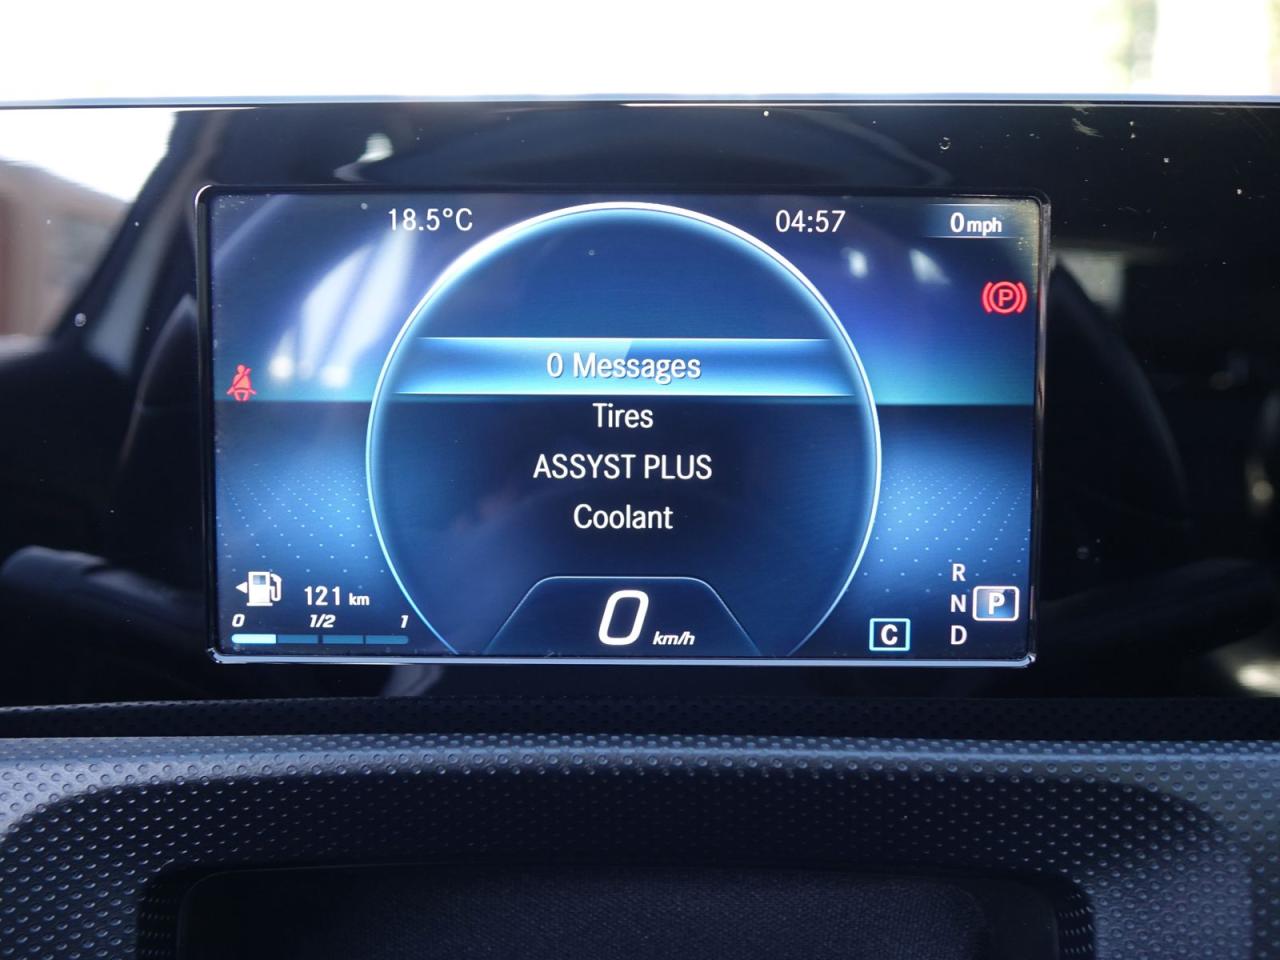 18.5°C
04:57
0 mph
P
0 Messages
Tires
ASSYST PLUS
Coolant
121 km
0 1/2 1
0 km/h
C
R
N P
D